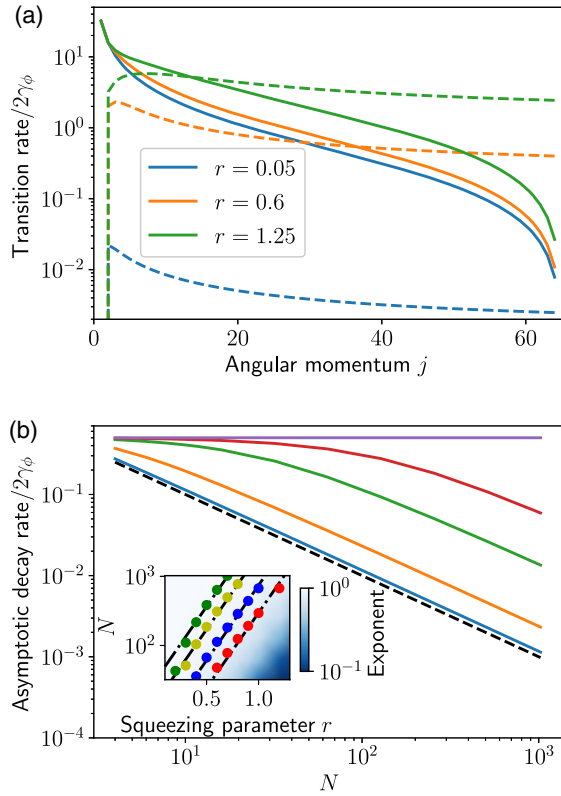 (a)
Transition rate/2γ_ϕ
10^1
10^0
10^{-1}
10^{-2}
r = 0.05
r = 0.6
r = 1.25
0 20 40 60
Angular momentum j
(b)
Asymptotic decay rate/2γ_ϕ
10^{-1}
10^{-2}
10^{-3}
10^{-4}
10^3
10^2
N
0.5 1.0
Squeezing parameter r
10^0
10^{-1}
Exponent
10^1 10^2 10^3
N